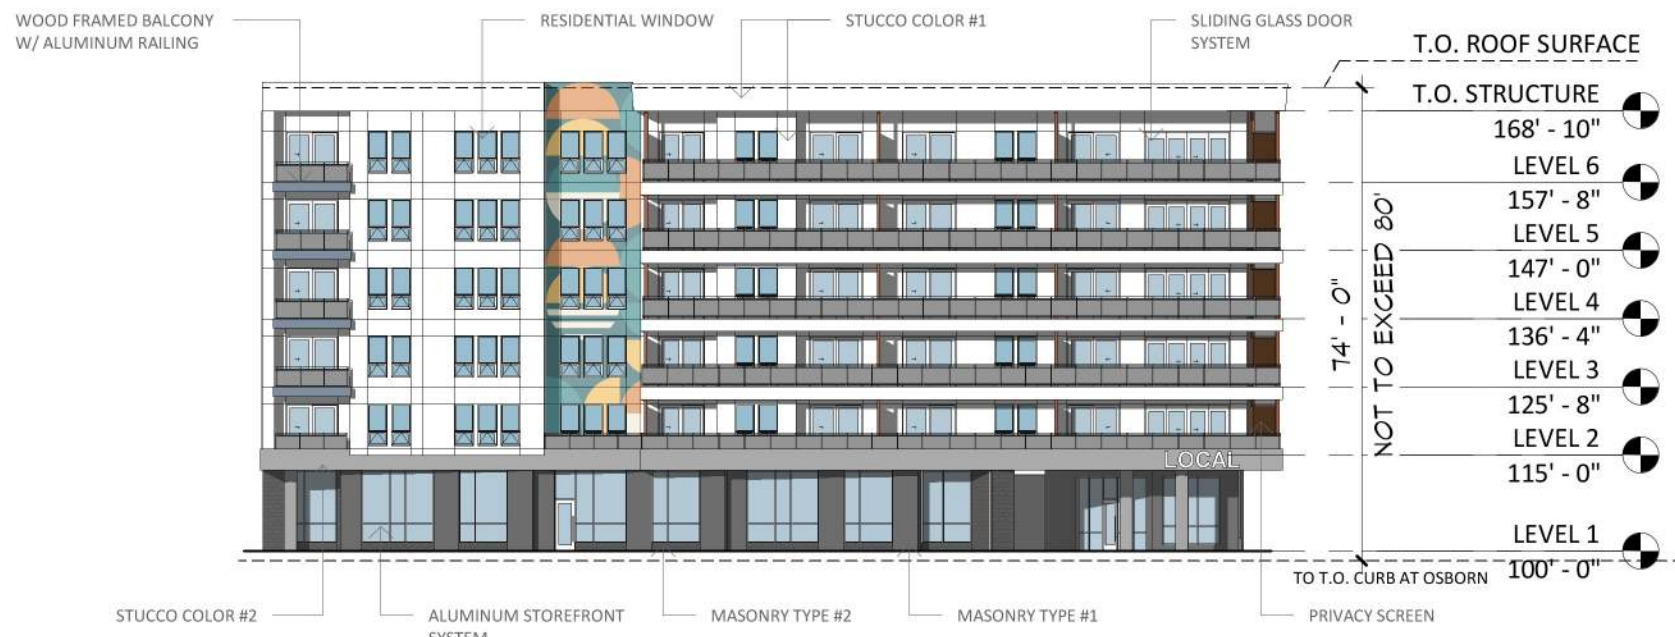 WOOD FRAMED BALCONY
W/ ALUMINUM RAILING
RESIDENTIAL WINDOW
STUCCO COLOR #1
SLIDING GLASS DOOR
SYSTEM
T.O. ROOF SURFACE
T.O. STRUCTURE
168' - 10"
LEVEL 6
157' - 8"
LEVEL 5
147' - 0"
LEVEL 4
136' - 4"
LEVEL 3
125' - 8"
LEVEL 2
115' - 0"
LEVEL 1
100' - 0"
74' - 0"
NOT TO EXCEED 80'
LOCAL
TO T.O. CURB AT OSBORN
STUCCO COLOR #2
ALUMINUM STOREFRONT
SYSTEM
MASONRY TYPE #2
MASONRY TYPE #1
PRIVACY SCREEN